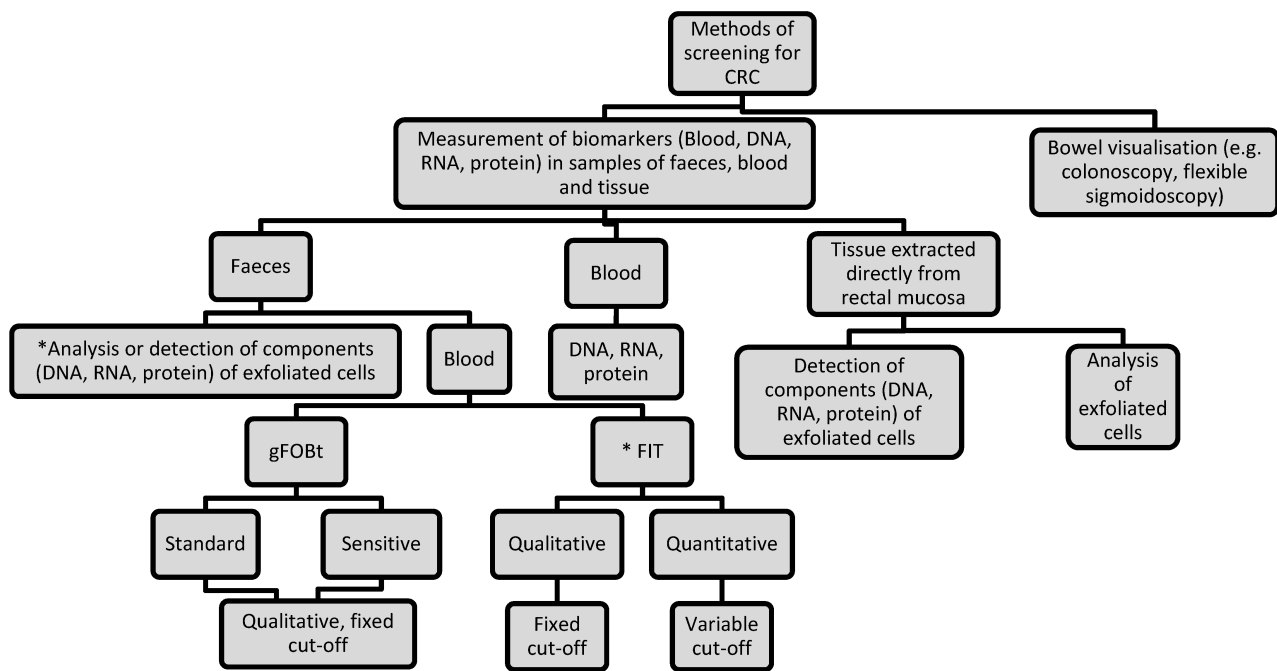 Methods of
screening for
CRC
Measurement of biomarkers (Blood, DNA,
RNA, protein) in samples of faeces, blood
and tissue
Bowel visualisation (e.g.
colonoscopy, flexible
sigmoidoscopy)
Faeces
Blood
Tissue extracted
directly from
rectal mucosa
*Analysis or detection of components
(DNA, RNA, protein) of exfoliated cells
Blood
DNA, RNA,
protein
Detection of
components (DNA,
RNA, protein) of
exfoliated cells
Analysis
of
exfoliated
cells
gFOBt
* FIT
Standard
Sensitive
Qualitative
Quantitative
Qualitative, fixed
cut-off
Fixed
cut-off
Variable
cut-off